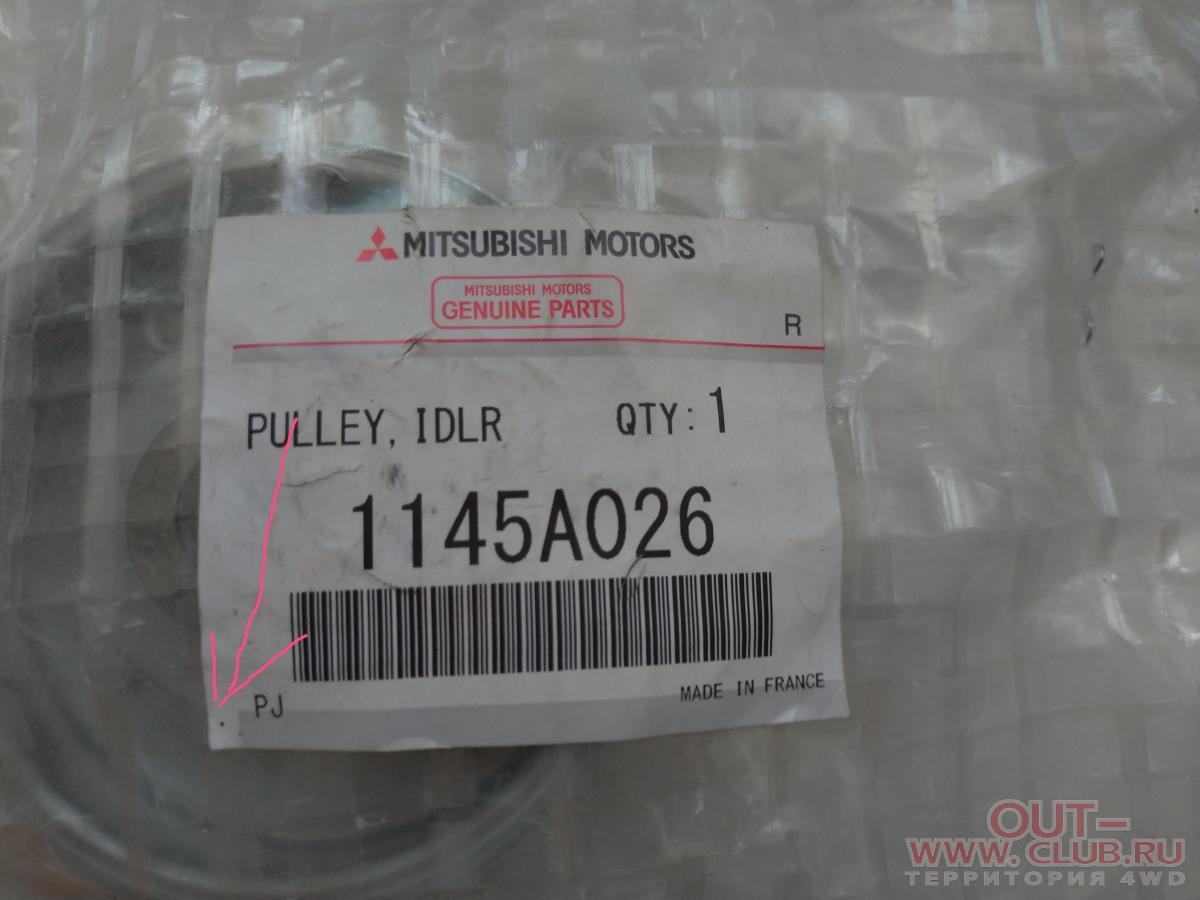 MITSUBISHI MOTORS
MITSUBISHI MOTORS
GENUINE PARTS
R
PULLEY, IDLR QTY: 1
1145A026
PJ MADE IN FRANCE
OUT-
WWW.CLUB.RU
ТЕРРИТОРИЯ 4WD